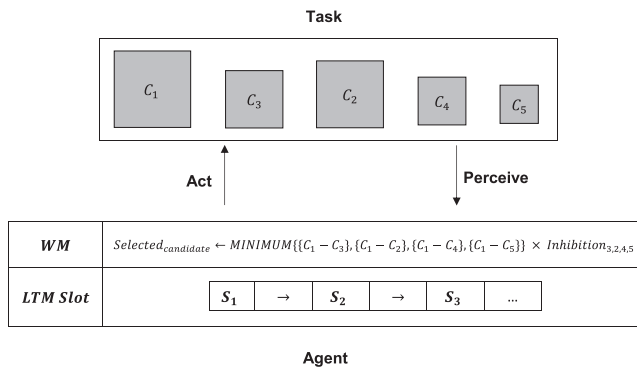 Task
C₁ C₃ C₂ C₄ C₅
Act
Perceive
WM Selected_candidate ← MINIMUM{{C₁ − C₃}, {C₁ − C₂}, {C₁ − C₄}, {C₁ − C₅}} × Inhibition₃,₂,₄,₅
LTM Slot S₁ → S₂ → S₃ ...
Agent